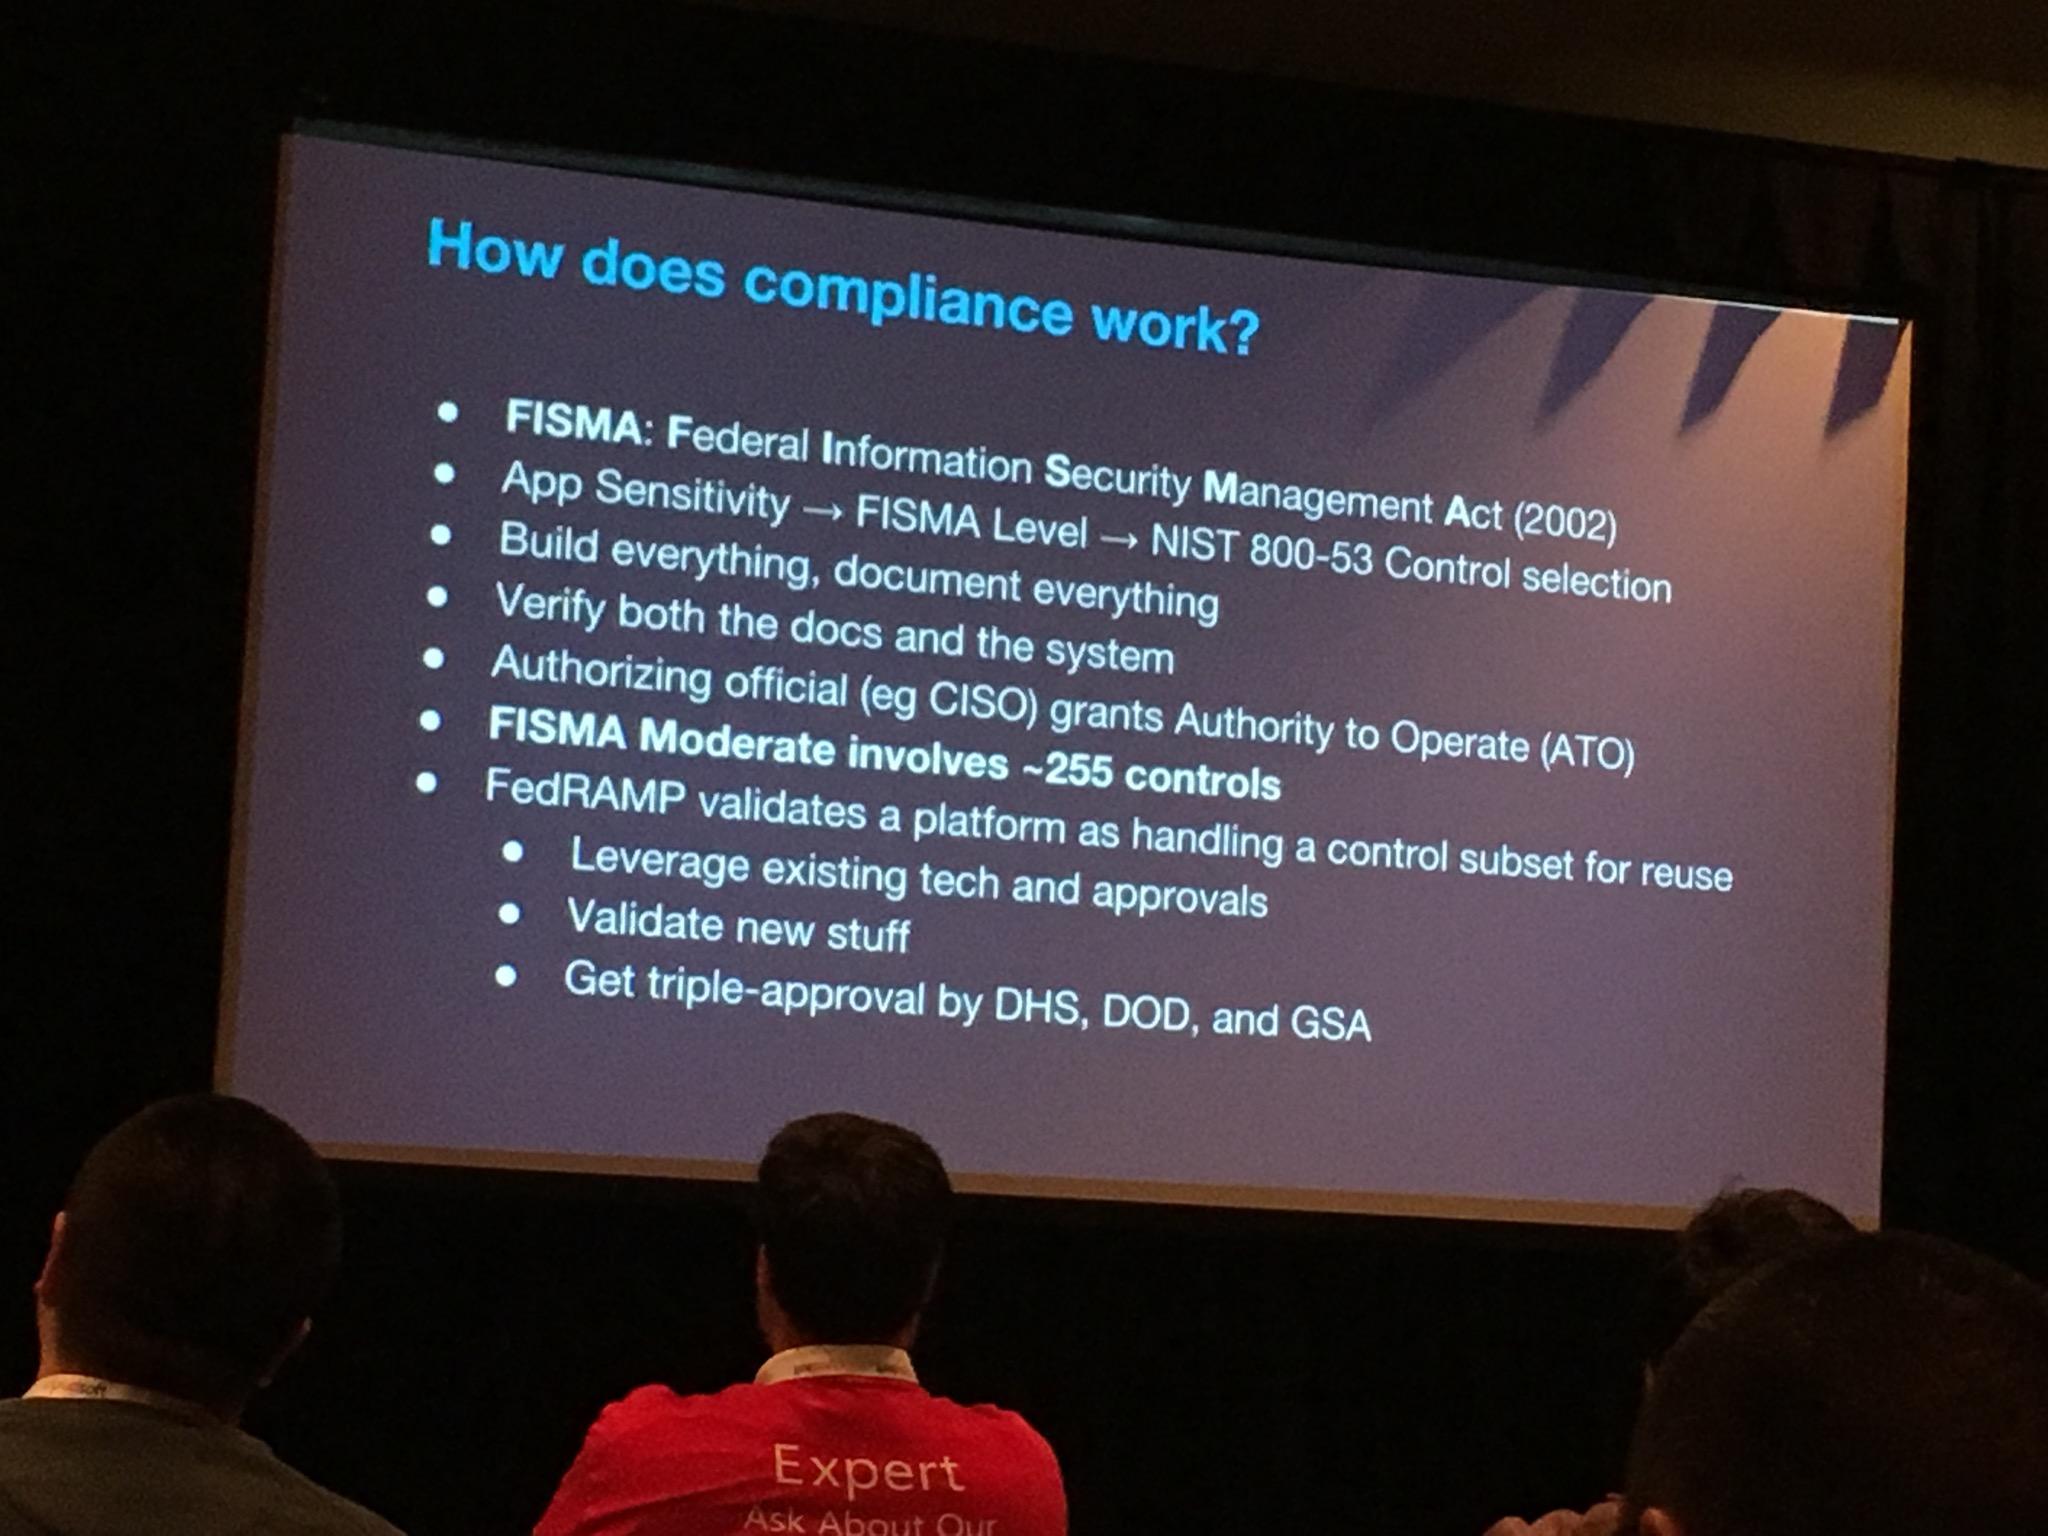 How does compliance work?
● FISMA: Federal Information Security Management Act (2002)
● App Sensitivity → FISMA Level → NIST 800-53 Control selection
● Build everything, document everything
● Verify both the docs and the system
● Authorizing official (eg CISO) grants Authority to Operate (ATO)
● FISMA Moderate involves ~255 controls
● FedRAMP validates a platform as handling a control subset for reuse
● Leverage existing tech and approvals
● Validate new stuff
● Get triple-approval by DHS, DOD, and GSA
Expert
Ask About Our